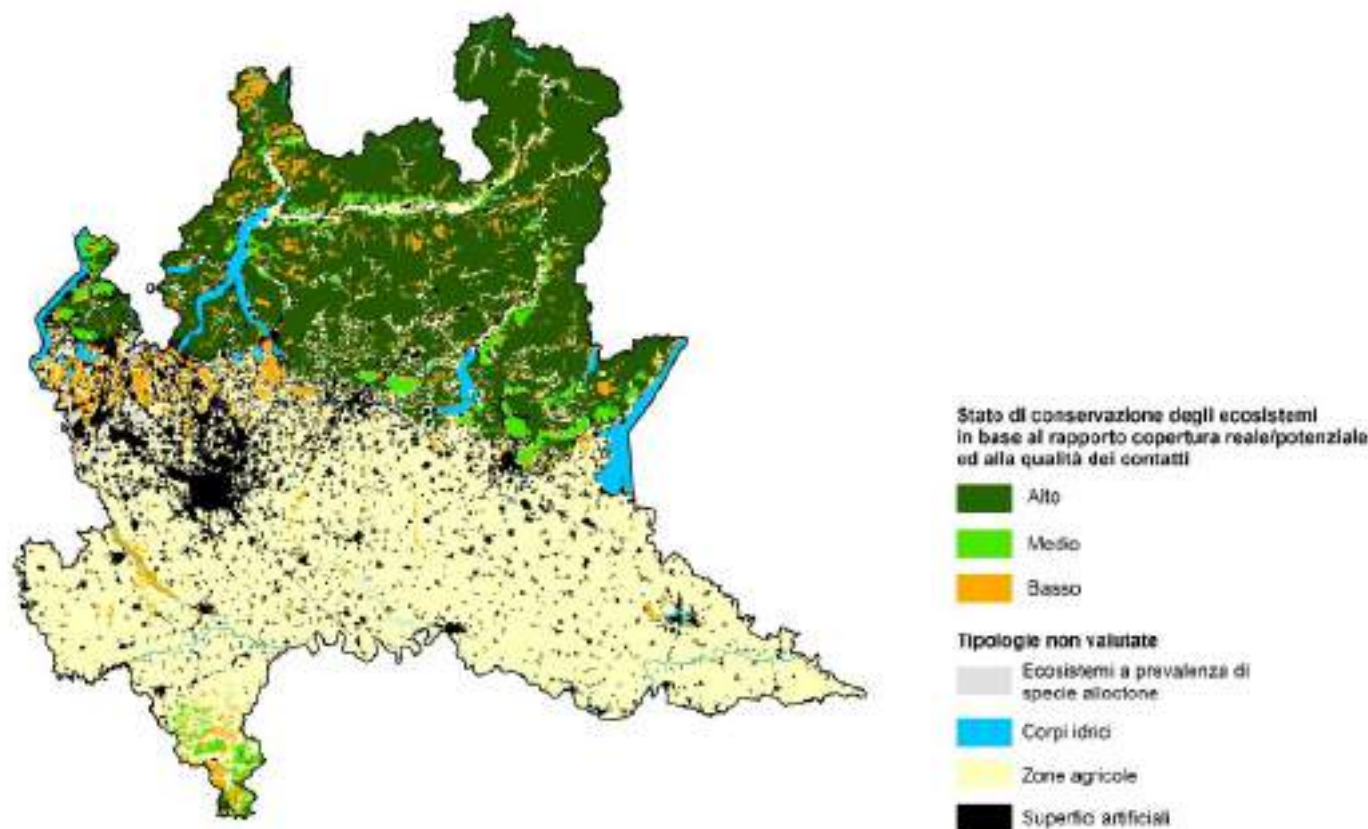 Stato di conservazione degli ecosistemi
in base al rapporto copertura reale/potenziale
ed alla qualità dei contatti
Alto
Medio
Basso
Tipologie non valutate
Ecosistemi a prevalenza di
specie alloctone
Corpi idrici
Zone agricole
Superfici artificiali